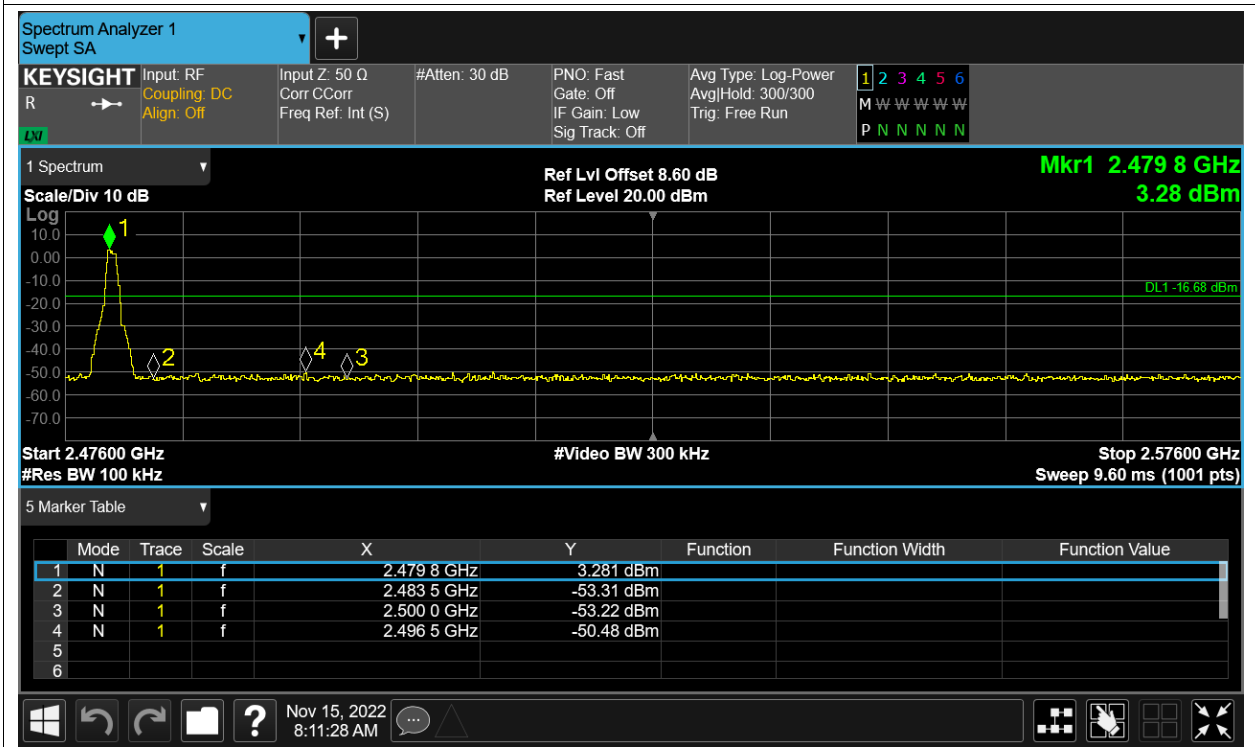 Spectrum Analyzer 1
Swept SA
+
KEYSIGHT Input: RF Input Z: 50 Ω #Atten: 30 dB PNO: Fast Avg Type: Log-Power 1 2 3 4 5 6
R Coupling: DC Corr CCorr Gate: Off Avg|Hold: 300/300 M W W W W W
Align: Off Freq Ref: Int (S) IF Gain: Low Trig: Free Run
LXI Sig Track: Off P N N N N N
1 Spectrum Ref Lvl Offset 8.60 dB Mkr1 2.479 8 GHz
Scale/Div 10 dB Ref Level 20.00 dBm 3.28 dBm
Log
1
10.0
0.00
-10.0
DL1 -16.68 dBm
-20.0
-30.0
-40.0
2 4 3
-50.0
-60.0
-70.0
Start 2.47600 GHz #Video BW 300 kHz Stop 2.57600 GHz
#Res BW 100 kHz Sweep 9.60 ms (1001 pts)
5 Marker Table
Mode Trace Scale X Y Function Function Width Function Value
1 N 1 f 2.479 8 GHz 3.281 dBm
2 N 1 f 2.483 5 GHz -53.31 dBm
3 N 1 f 2.500 0 GHz -53.22 dBm
4 N 1 f 2.496 5 GHz -50.48 dBm
5
6
? Nov 15, 2022
8:11:28 AM